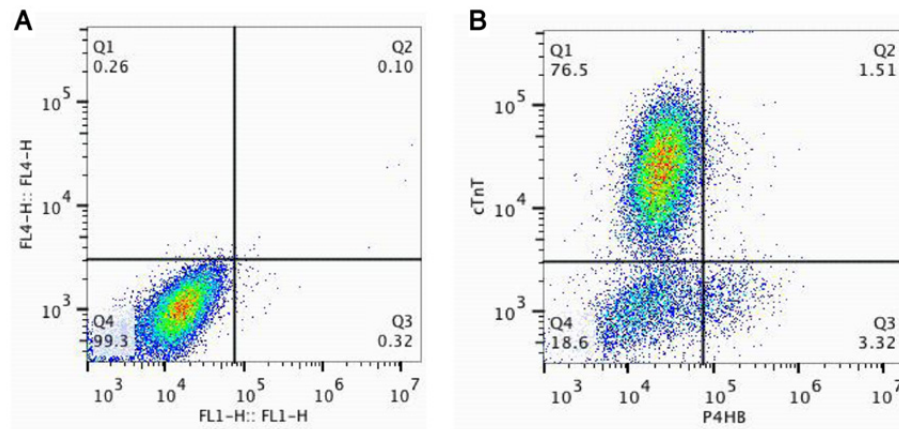 A
Q1
0.26
Q2
0.10
10^5
10^4
10^3
FL4-H:: FL4-H
Q4
99.3
Q3
0.32
10^3 10^4 10^5 10^6 10^7
FL1-H:: FL1-H
B
Q1
76.5
Q2
1.51
10^5
10^4
10^3
cTnT
Q4
18.6
Q3
3.32
10^3 10^4 10^5 10^6 10^7
P4HB